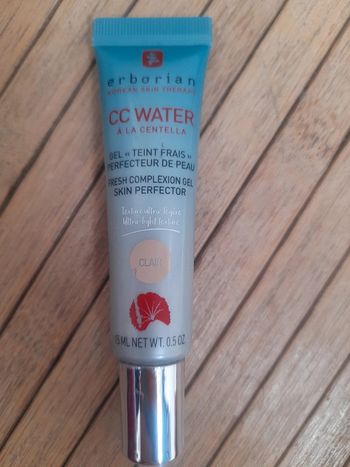 erborian
KOREAN SKIN THERAPY
CC WATER
À LA CENTELLA
GEL « TEINT FRAIS »
PERFECTEUR DE PEAU
FRESH COMPLEXION GEL
SKIN PERFECTOR
Texture ultra-légère
Ultra-light texture
CLAIR
15 ML NET WT. 0.5 OZ.